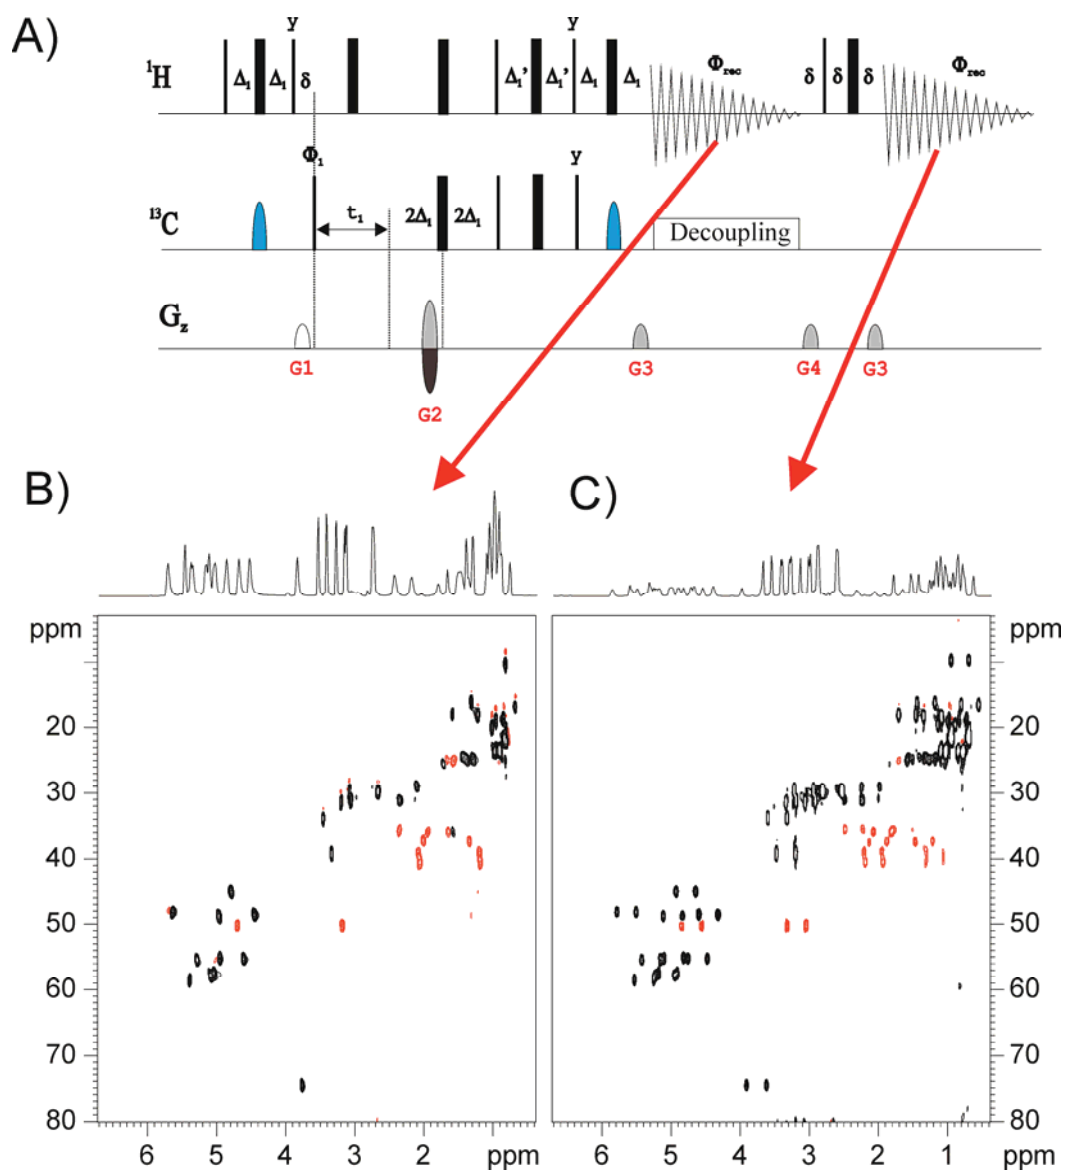 A)
y y
¹H Δ₁ Δ₁ δ Δ₁' Δ₁' Δ₁ Δ₁ Φrec δ δ δ Φrec
Φ₁ y
¹³C t₁ 2Δ₁ 2Δ₁ Decoupling
Gz
G1 G2 G3 G4 G3
B) C)
ppm ppm
20 20
30 30
40 40
50 50
60 60
70 70
80 80
6 5 4 3 2 ppm 6 5 4 3 2 1 ppm